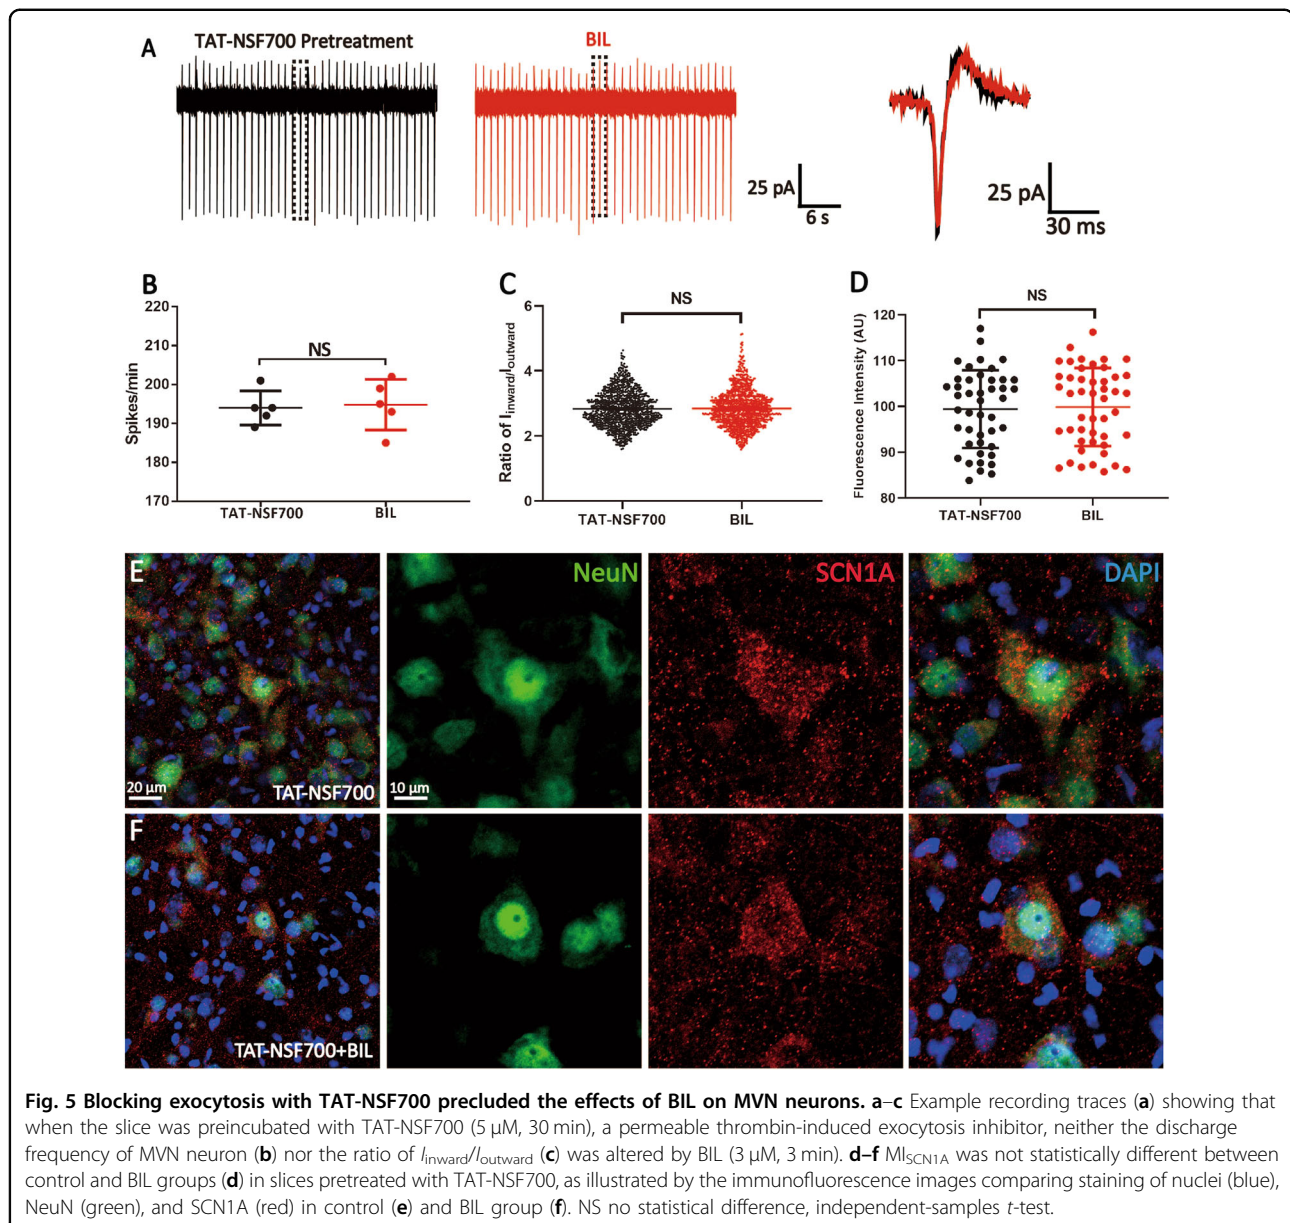 A
TAT-NSF700 Pretreatment
BIL
25 pA
6 s
25 pA
30 ms
B
220
210
200
190
180
170
Spikes/min
NS
TAT-NSF700
BIL
C
6
4
2
0
Ratio of Iinward/Ioutward
NS
TAT-NSF700
BIL
D
120
110
100
90
80
Fluorescence Intensity (AU)
NS
TAT-NSF700
BIL
E
NeuN
SCN1A
DAPI
20 μm
TAT-NSF700
10 μm
F
TAT-NSF700+BIL
Fig. 5 Blocking exocytosis with TAT-NSF700 precluded the effects of BIL on MVN neurons. a–c Example recording traces (a) showing that
when the slice was preincubated with TAT-NSF700 (5 μM, 30 min), a permeable thrombin-induced exocytosis inhibitor, neither the discharge
frequency of MVN neuron (b) nor the ratio of Iinward/Ioutward (c) was altered by BIL (3 μM, 3 min). d–f MISCN1A was not statistically different between
control and BIL groups (d) in slices pretreated with TAT-NSF700, as illustrated by the immunofluorescence images comparing staining of nuclei (blue),
NeuN (green), and SCN1A (red) in control (e) and BIL group (f). NS no statistical difference, independent-samples t-test.